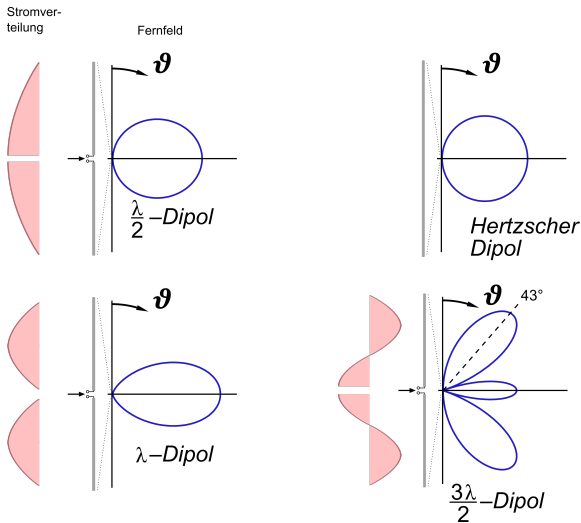 Stromver-
teilung
Fernfeld
ϑ
ϑ
λ/2 –Dipol
Hertzscher
Dipol
ϑ
ϑ
43°
λ–Dipol
3λ/2 –Dipol